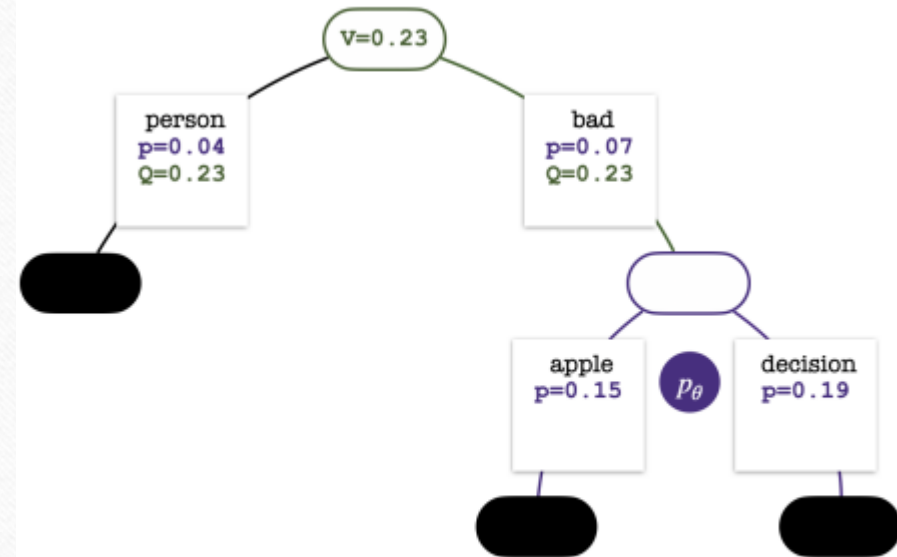 V=0.23
person
p=0.04
Q=0.23
bad
p=0.07
Q=0.23
apple
p=0.15
pθ
decision
p=0.19